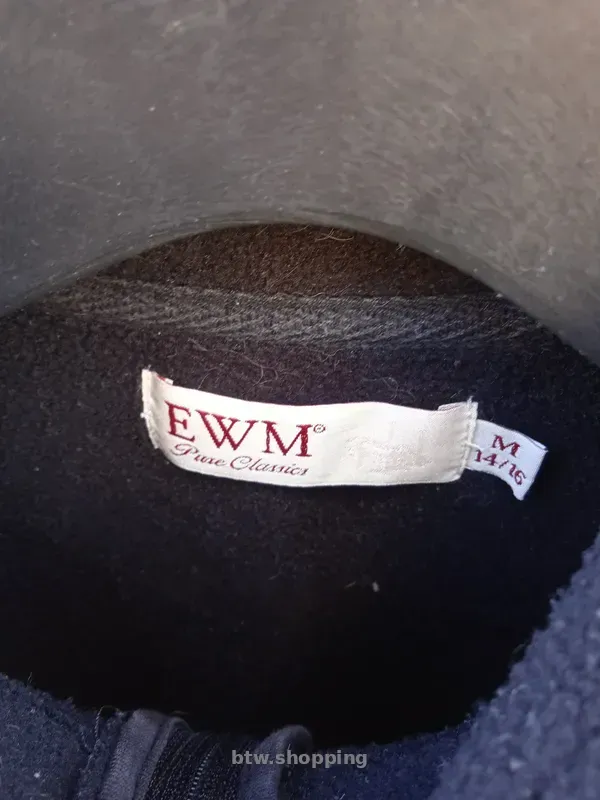 EWM®
Pure Classics
M
14/16
btw.shopping